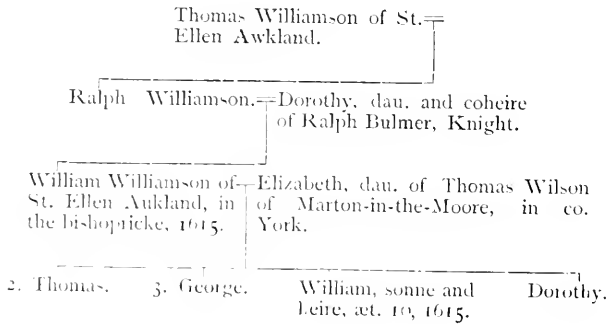 Thomas Williamson of St.
Ellen Awkland.
Ralph Williamson.
Dorothy, dau. and coheire
of Ralph Bulmer, Knight.
William Williamson of
St. Ellen Aukland, in
the bishopricke, 1615.
Elizabeth, dau. of Thomas Wilson
of Marton-in-the-Moore, in co.
York.
2. Thomas.
3. George.
William, sonne and
heire, æt. 10, 1615.
Dorothy.